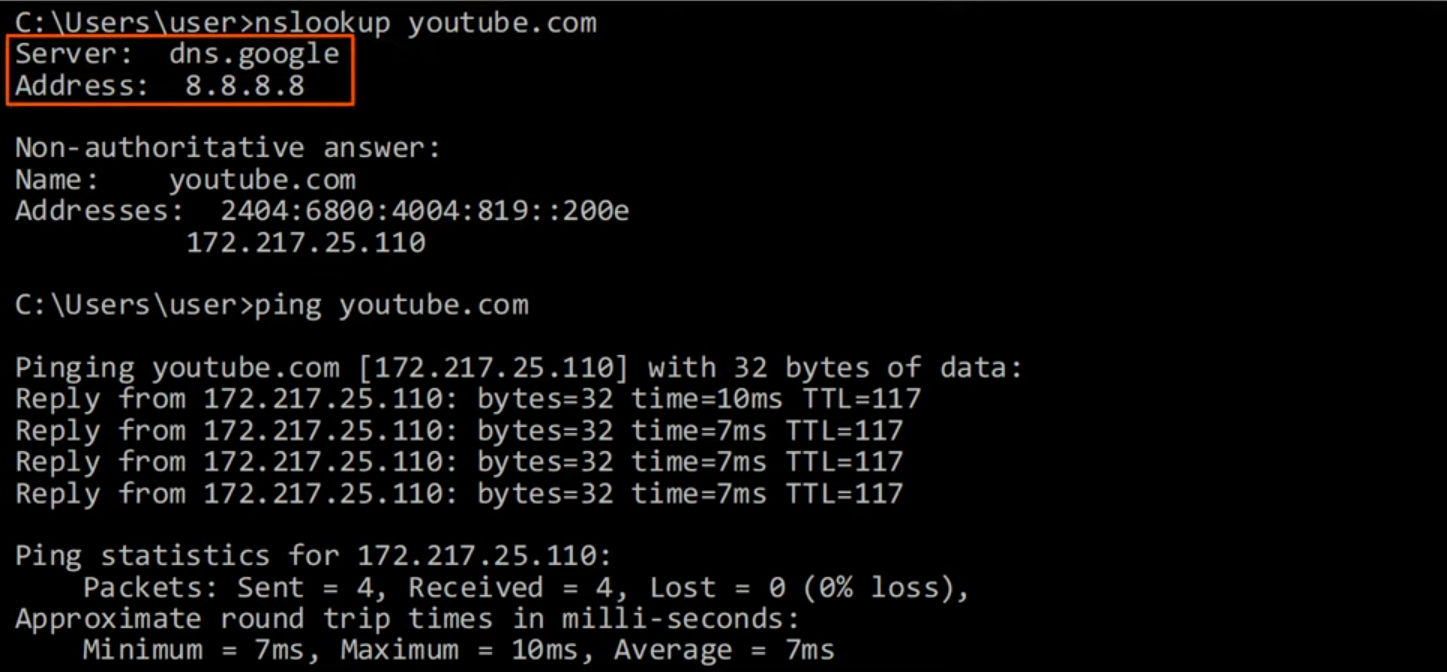 C:\Users\user>nslookup youtube.com
Server:  dns.google
Address:  8.8.8.8
Non-authoritative answer:
Name:    youtube.com
Addresses:  2404:6800:4004:819::200e
172.217.25.110
C:\Users\user>ping youtube.com
Pinging youtube.com [172.217.25.110] with 32 bytes of data:
Reply from 172.217.25.110: bytes=32 time=10ms TTL=117
Reply from 172.217.25.110: bytes=32 time=7ms TTL=117
Reply from 172.217.25.110: bytes=32 time=7ms TTL=117
Reply from 172.217.25.110: bytes=32 time=7ms TTL=117
Ping statistics for 172.217.25.110:
Packets: Sent = 4, Received = 4, Lost = 0 (0% loss),
Approximate round trip times in milli-seconds:
Minimum = 7ms, Maximum = 10ms, Average = 7ms